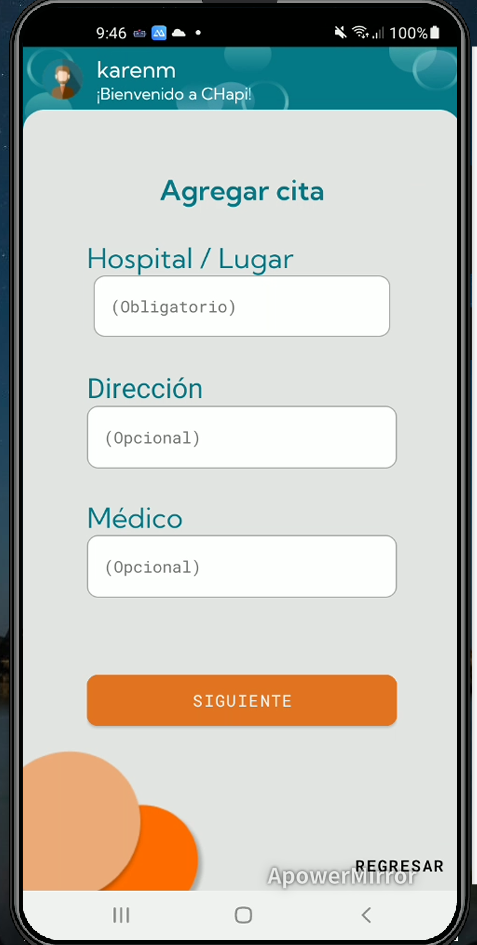 9:46
100%
karenm
¡Bienvenido a CHapi!
Agregar cita
Hospital / Lugar
(Obligatorio)
Dirección
(Opcional)
Médico
(Opcional)
SIGUIENTE
REGRESAR
ApowerMirror